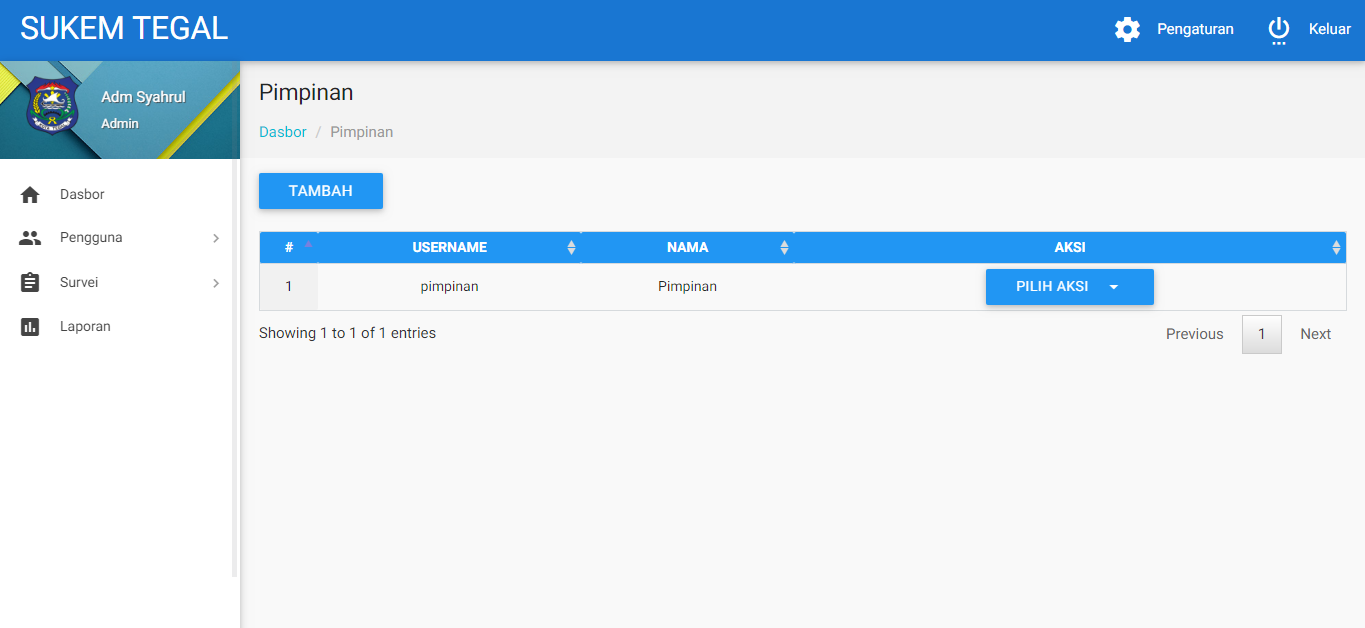 SUKEM TEGAL
Pengaturan
Keluar
Adm Syahrul
Admin
Dasbor
Pengguna
Survei
Laporan
Pimpinan
Dasbor / Pimpinan
TAMBAH
# USERNAME NAMA AKSI
1 pimpinan Pimpinan PILIH AKSI
Showing 1 to 1 of 1 entries
Previous 1 Next